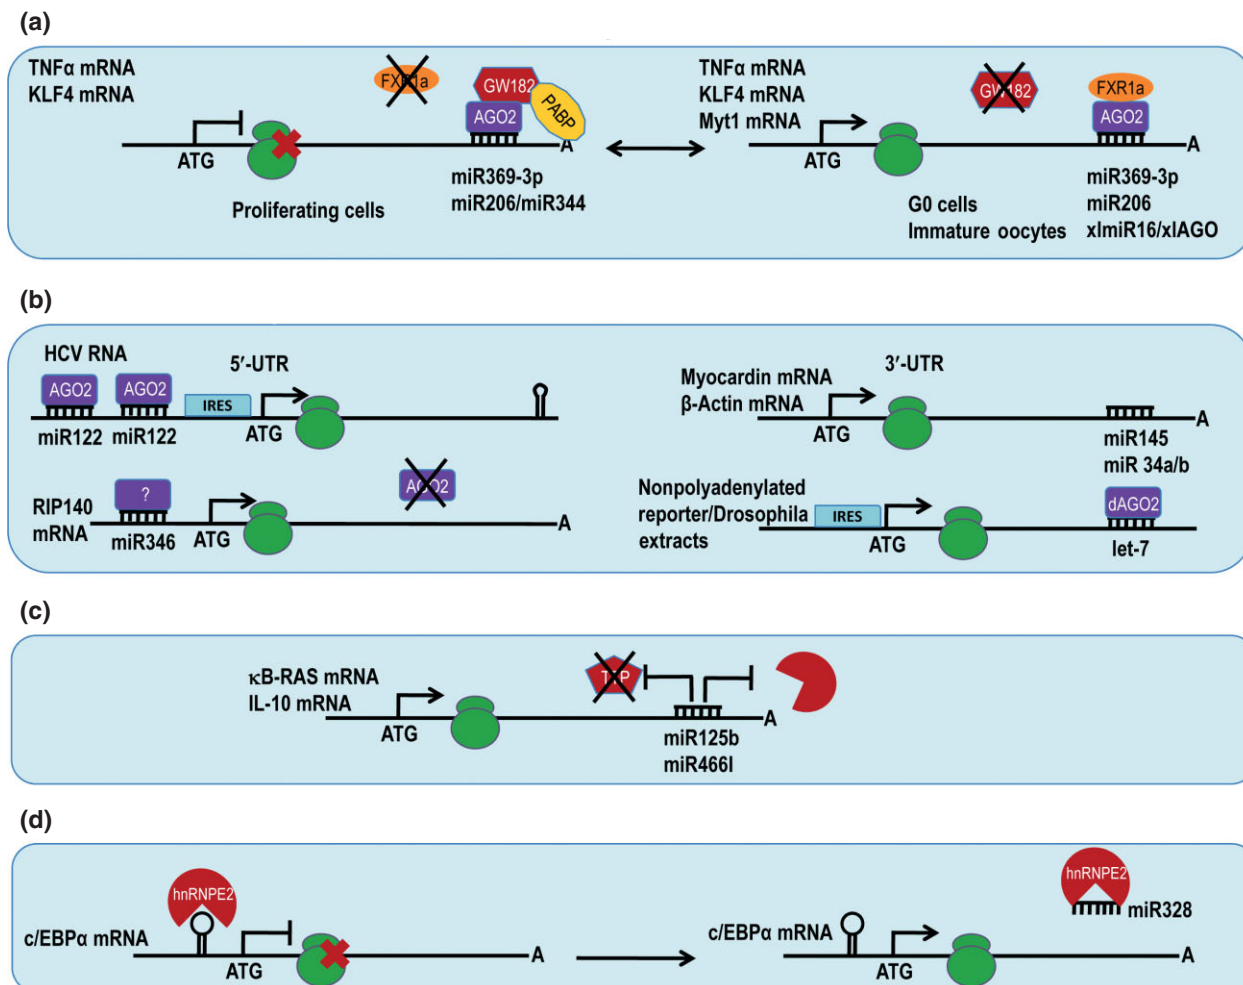 (a)
TNFα mRNA
KLF4 mRNA
FXR1a
GW182
AGO2
PABP
ATG
A
miR369-3p
miR206/miR344
Proliferating cells
TNFα mRNA
KLF4 mRNA
Myt1 mRNA
GW182
FXR1a
AGO2
ATG
A
miR369-3p
miR206
xlmiR16/xlAGO
G0 cells
Immature oocytes
(b)
HCV RNA
5′-UTR
AGO2
AGO2
IRES
miR122
miR122
ATG
RIP140
mRNA
?
AGO2
miR346
ATG
A
3′-UTR
Myocardin mRNA
β-Actin mRNA
ATG
A
miR145
miR 34a/b
Nonpolyadenylated
reporter/Drosophila
extracts
IRES
dAGO2
ATG
let-7
(c)
κB-RAS mRNA
IL-10 mRNA
TTP
ATG
A
miR125b
miR466l
(d)
hnRNPE2
c/EBPα mRNA
ATG
A
hnRNPE2
miR328
c/EBPα mRNA
ATG
A